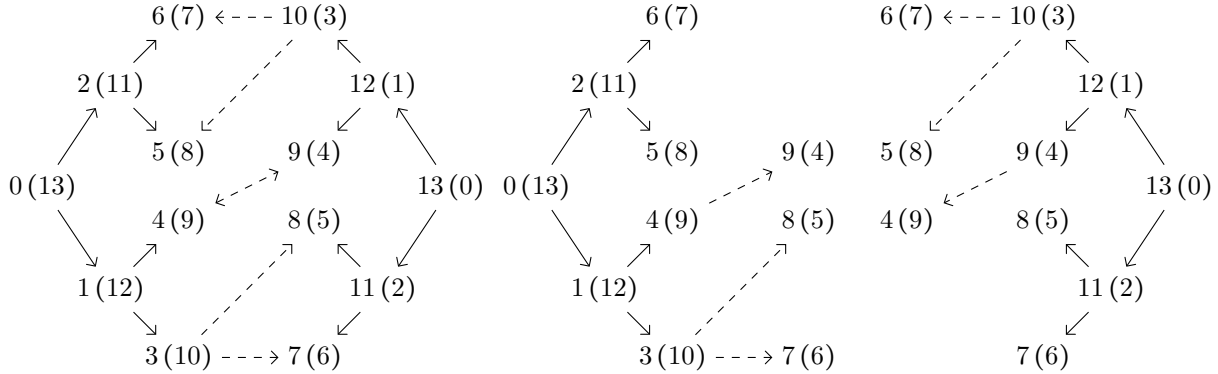 6 (7) 10 (3) 6 (7) 6 (7) 10 (3)
2 (11) 12 (1) 2 (11) 12 (1)
5 (8) 9 (4) 5 (8) 9 (4) 5 (8) 9 (4)
0 (13) 13 (0) 0 (13) 13 (0)
4 (9) 8 (5) 4 (9) 8 (5) 4 (9) 8 (5)
1 (12) 11 (2) 1 (12) 11 (2)
3 (10) 7 (6) 3 (10) 7 (6) 7 (6)